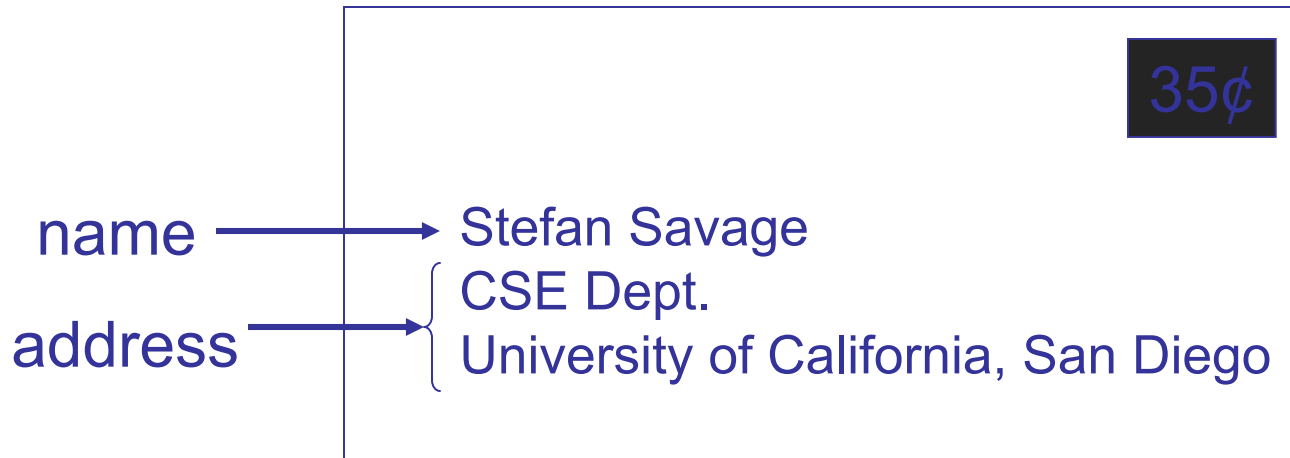 35¢
name
Stefan Savage
address
CSE Dept.
University of California, San Diego